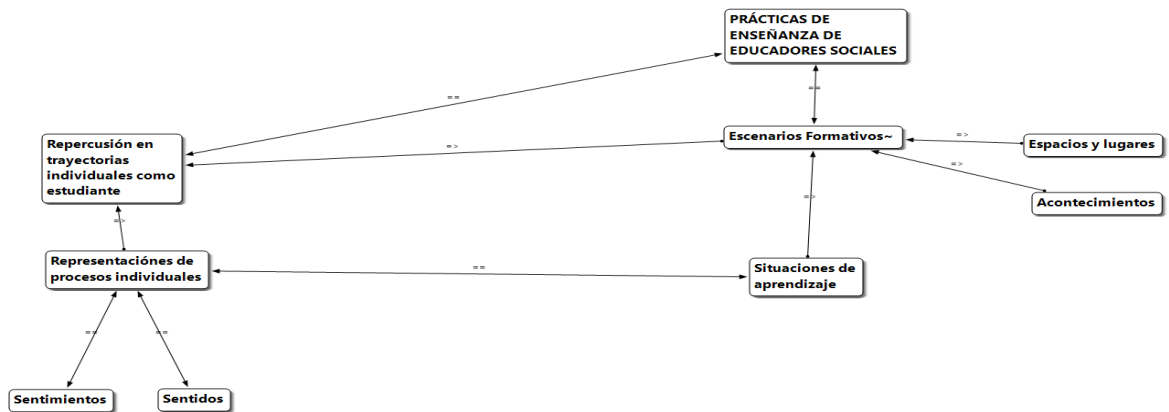 PRÁCTICAS DE
ENSEÑANZA DE
EDUCADORES SOCIALES
==
==
Repercusión en
trayectorias
individuales como
estudiante
=>
Escenarios Formativos~
=>
Espacios y lugares
=>
Acontecimientos
=>
=>
Representaciónes de
procesos individuales
==
Situaciones de
aprendizaje
==
==
Sentimientos
Sentidos